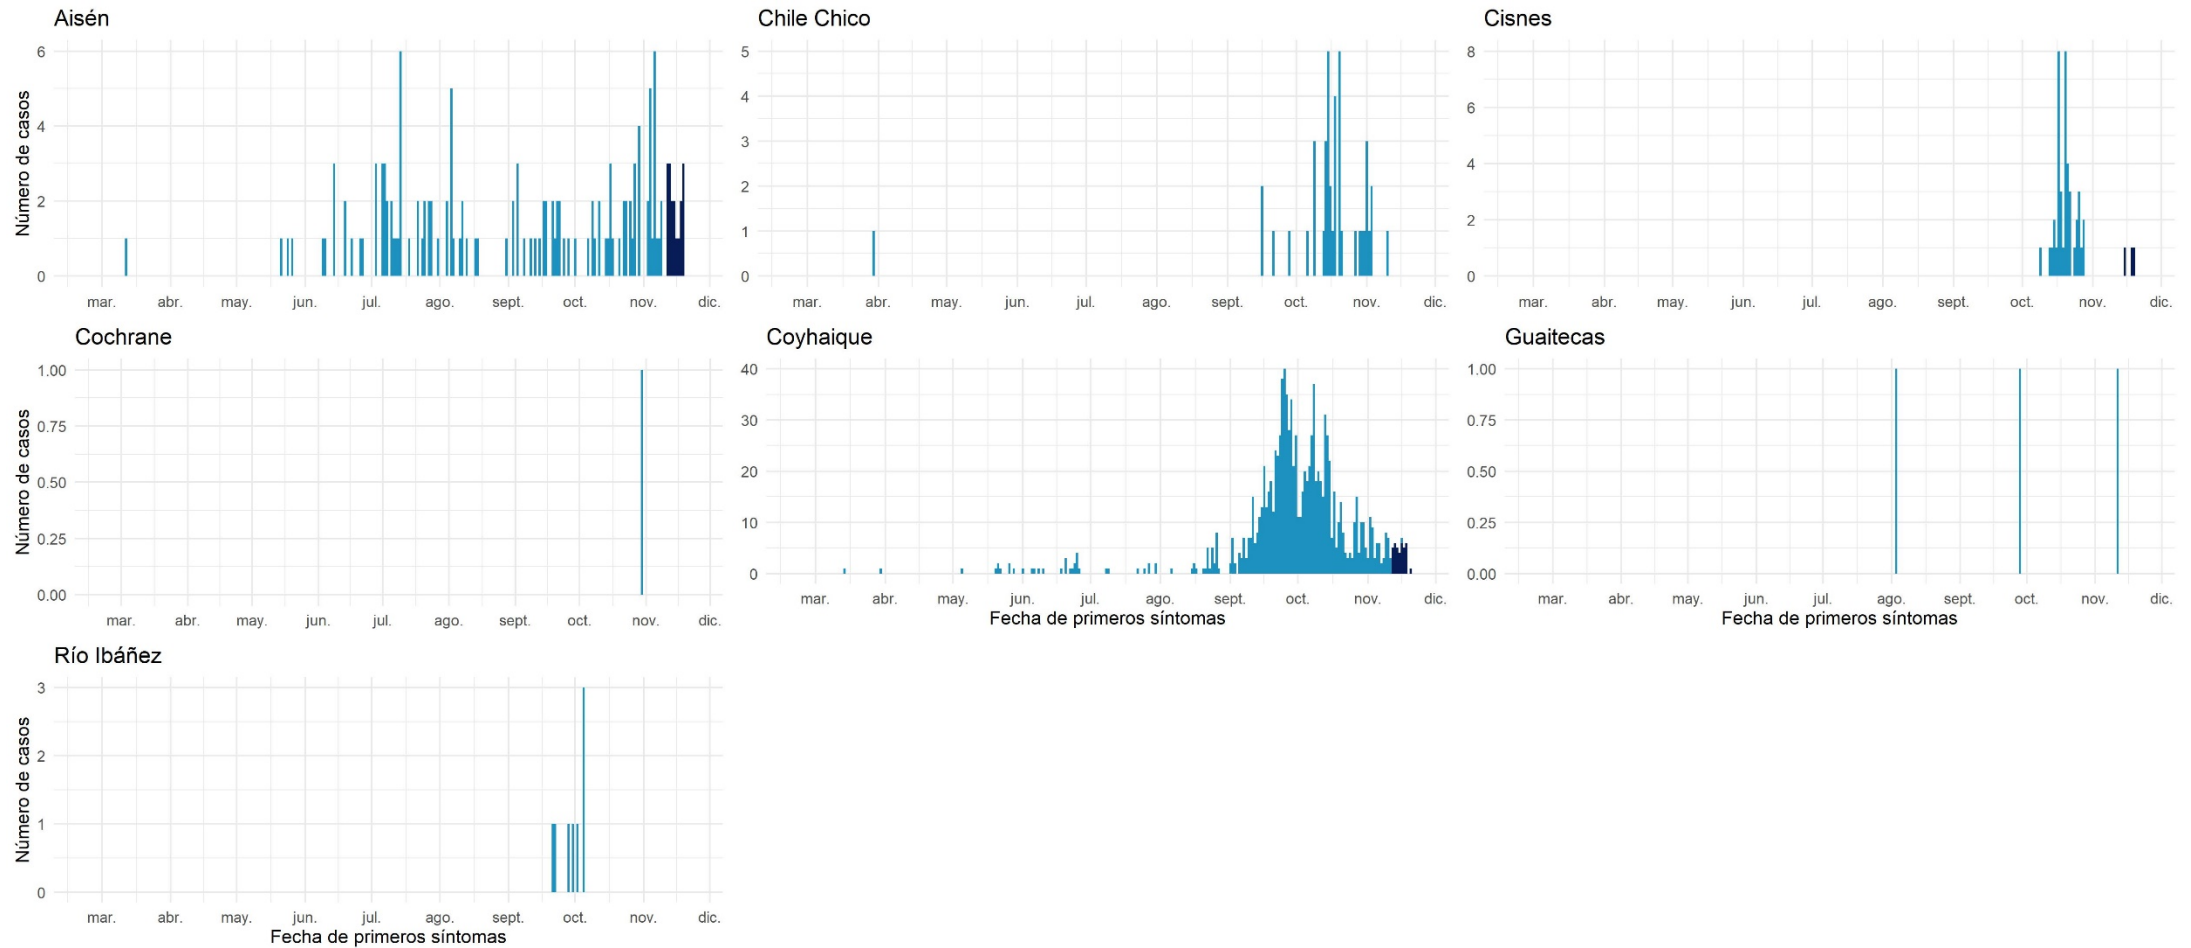 Aisén
Número de casos
6
4
2
0
mar. abr. may. jun. jul. ago. sept. oct. nov. dic.
Chile Chico
5
4
3
2
1
0
mar. abr. may. jun. jul. ago. sept. oct. nov. dic.
Cisnes
8
6
4
2
0
mar. abr. may. jun. jul. ago. sept. oct. nov. dic.
Cochrane
Número de casos
1.00
0.75
0.50
0.25
0.00
mar. abr. may. jun. jul. ago. sept. oct. nov. dic.
Coyhaique
40
30
20
10
0
mar. abr. may. jun. jul. ago. sept. oct. nov. dic.
Fecha de primeros síntomas
Guaitecas
1.00
0.75
0.50
0.25
0.00
mar. abr. may. jun. jul. ago. sept. oct. nov. dic.
Fecha de primeros síntomas
Río Ibáñez
Número de casos
3
2
1
0
mar. abr. may. jun. jul. ago. sept. oct. nov. dic.
Fecha de primeros síntomas